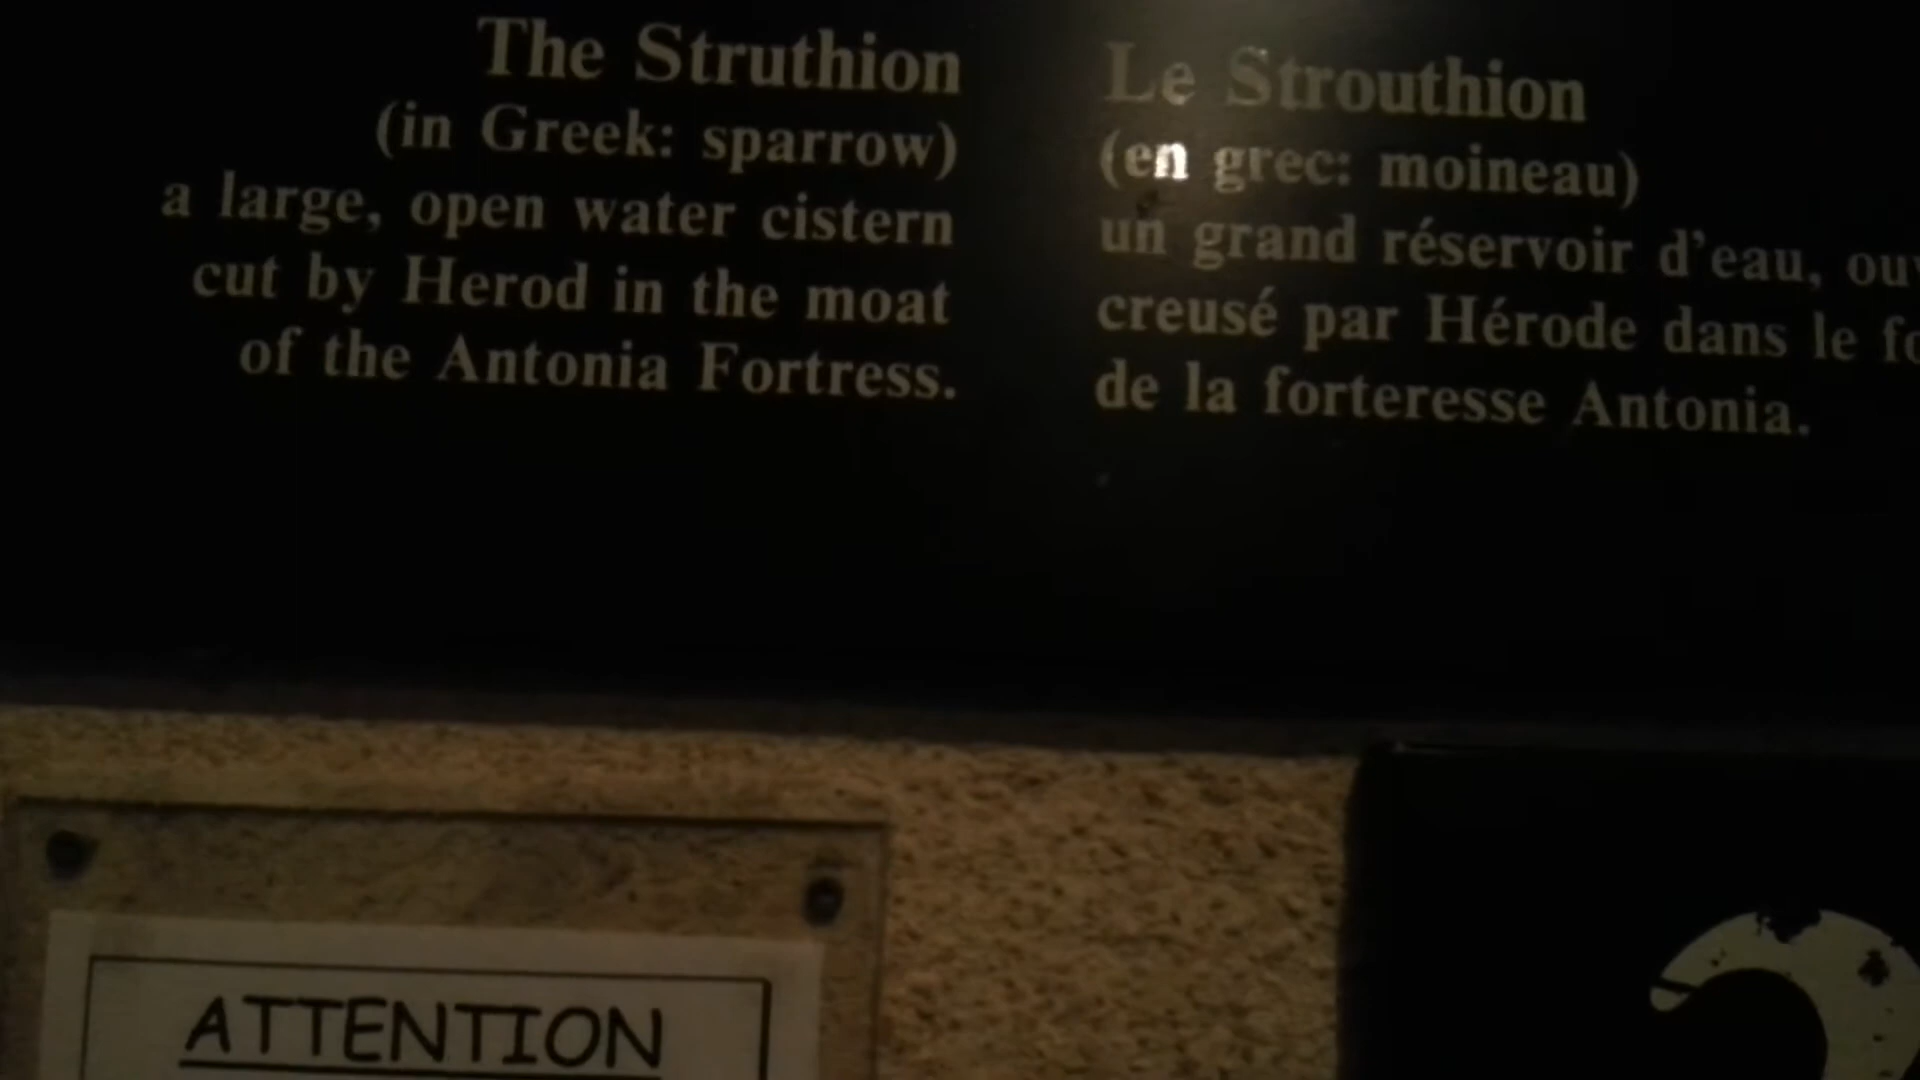 The Struthion
(in Greek: sparrow)
a large, open water cistern
cut by Herod in the moat
of the Antonia Fortress.
Le Strouthion
(en grec: moineau)
un grand réservoir d'eau,
creusé par Hérode dans le
de la forteresse Antonia.
ATTENTION